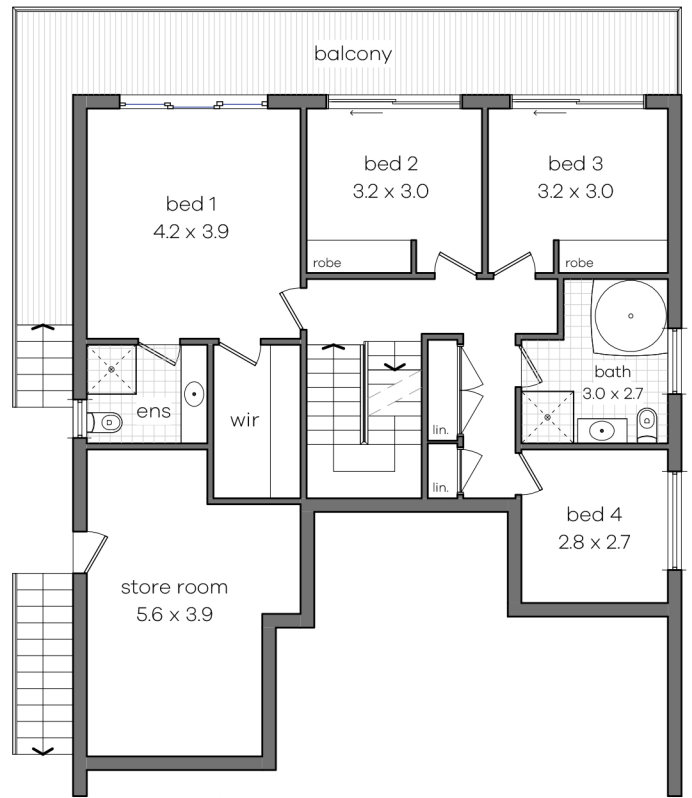 balcony
bed 1
4.2 x 3.9
bed 2
3.2 x 3.0
bed 3
3.2 x 3.0
robe
robe
ens
wir
lin.
lin.
bath
3.0 x 2.7
bed 4
2.8 x 2.7
store room
5.6 x 3.9